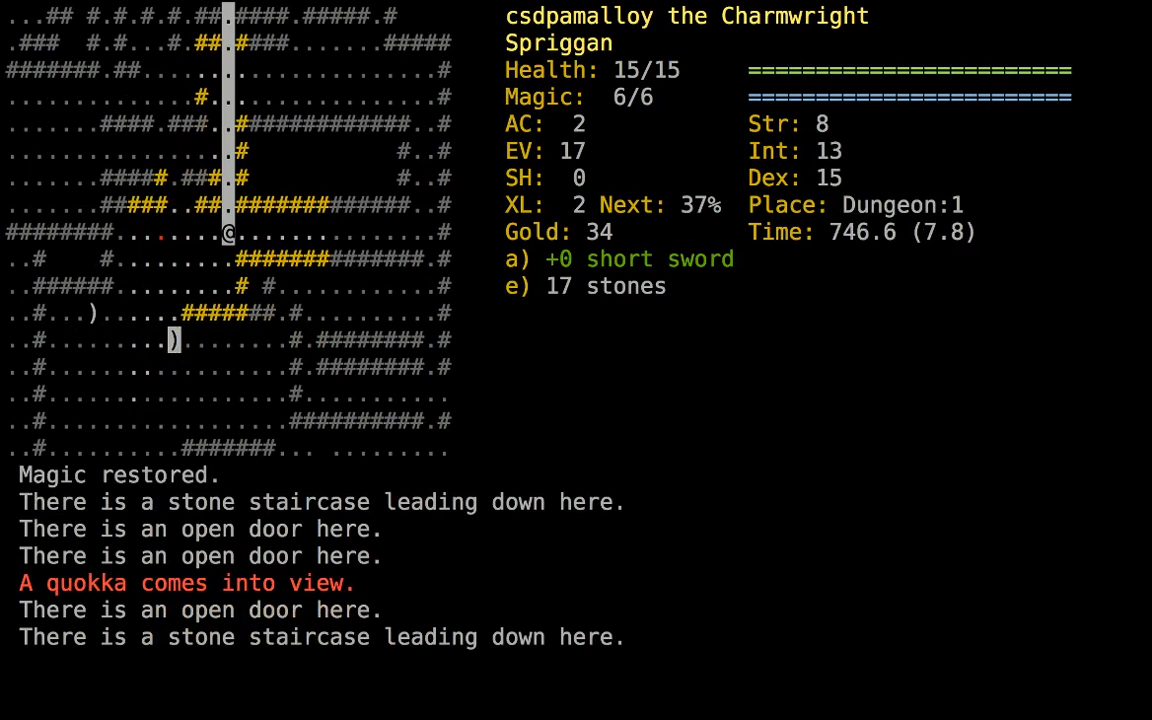 csdpamalloy the Charmwright
Spriggan
Health: 15/15 ========================
Magic: 6/6 ========================
AC: 2 Str: 8
EV: 17 Int: 13
SH: 0 Dex: 15
XL: 2 Next: 37% Place: Dungeon:1
Gold: 34 Time: 746.6 (7.8)
a) +0 short sword
e) 17 stones
Magic restored.
There is a stone staircase leading down here.
There is an open door here.
There is an open door here.
A quokka comes into view.
There is an open door here.
There is a stone staircase leading down here.